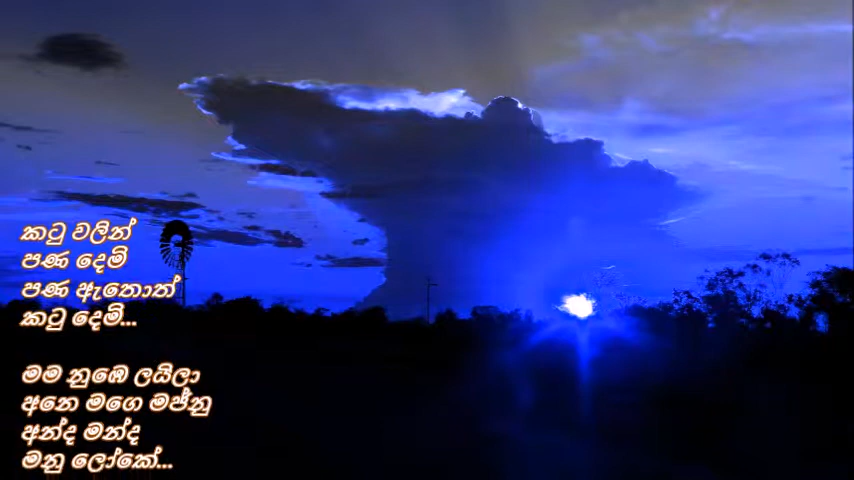 කටු වලින්
පණ දෙමි
පණ ඇතොත්
කටු දෙමි...
මම නුඹෙ ලයිලා
අනෙ මගෙ මජ්නු
අන්ද මන්ද
මනු ලෝකේ...